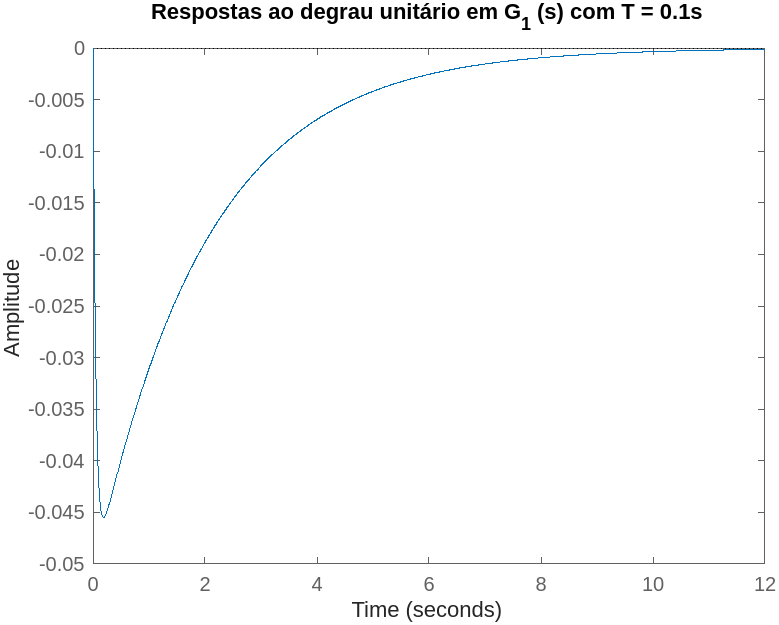 Respostas ao degrau unitário em G1 (s) com T = 0.1s
0
-0.005
-0.01
-0.015
-0.02
-0.025
-0.03
-0.035
-0.04
-0.045
-0.05
Amplitude
0 2 4 6 8 10 12
Time (seconds)